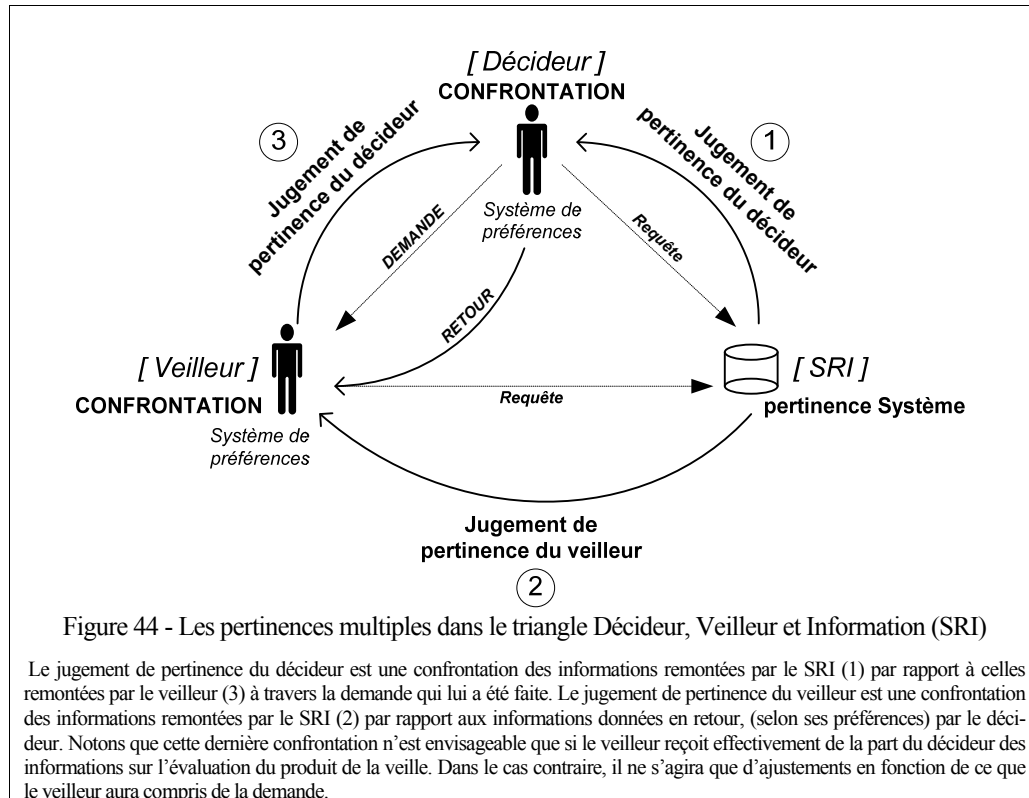 [ Décideur ]
CONFRONTATION
3
Jugement de
pertinence du décideur
1
Jugement de
pertinence du décideur
Système de
préférences
DEMANDE
Requête
RETOUR
[ Veilleur ]
CONFRONTATION
Système de
préférences
Requête
[ SRI ]
pertinence Système
Jugement de
pertinence du veilleur
2
Figure 44 - Les pertinences multiples dans le triangle Décideur, Veilleur et Information (SRI)
Le jugement de pertinence du décideur est une confrontation des informations remontées par le SRI (1) par rapport à celles
remontées par le veilleur (3) à travers la demande qui lui a été faite. Le jugement de pertinence du veilleur est une confrontation
des informations remontées par le SRI (2) par rapport aux informations données en retour, (selon ses préférences) par le déci-
deur. Notons que cette dernière confrontation n’est envisageable que si le veilleur reçoit effectivement de la part du décideur des
informations sur l’évaluation du produit de la veille. Dans le cas contraire, il ne s’agira que d’ajustements en fonction de ce que
le veilleur aura compris de la demande.